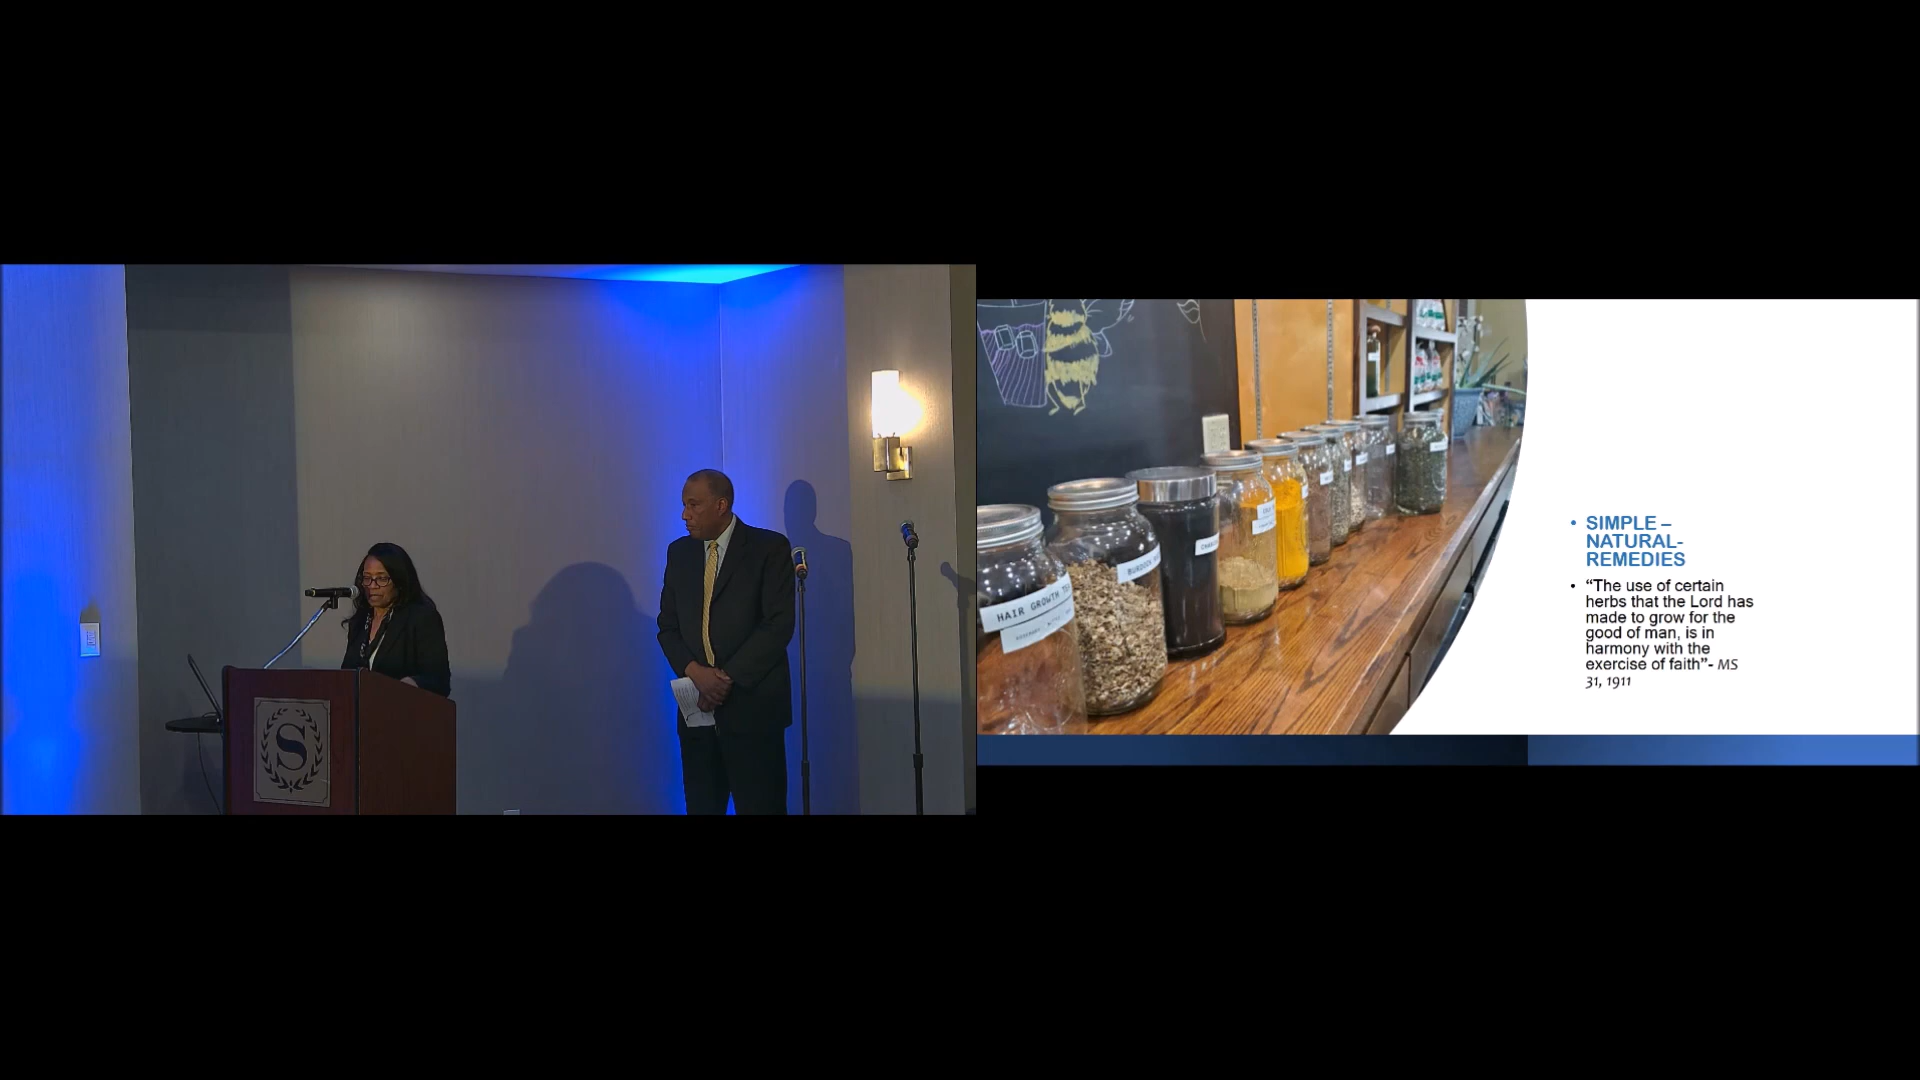 S
HAIR GROWTH
BURDOCK
• SIMPLE –
NATURAL-
REMEDIES
• “The use of certain
herbs that the Lord has
made to grow for the
good of man, is in
harmony with the
exercise of faith”- MS
31, 1911